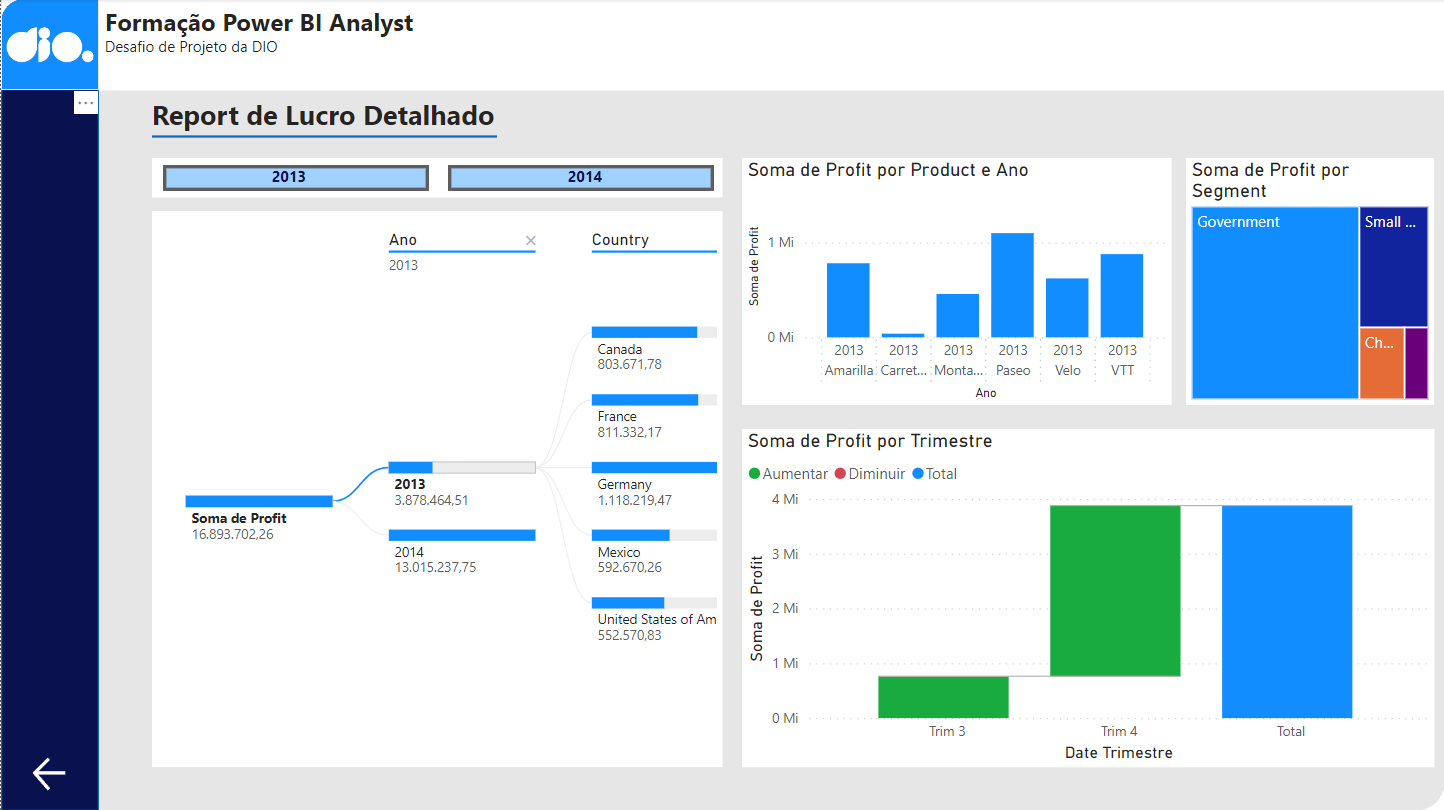 dio.
Formação Power BI Analyst
Desafio de Projeto da DIO
...
Report de Lucro Detalhado
2013
2014
Ano
Country
2013
Canada
803.671,78
France
811.332,17
2013
3.878.464,51
Germany
1.118.219,47
Soma de Profit
16.893.702,26
2014
13.015.237,75
Mexico
592.670,26
United States of Am
552.570,83
Soma de Profit por Product e Ano
Soma de Profit
1 Mi
0 Mi
2013 2013 2013 2013 2013 2013
Amarilla Carret... Monta... Paseo Velo VTT
Ano
Soma de Profit por
Segment
Government
Small ...
Ch...
Soma de Profit por Trimestre
Aumentar Diminuir Total
Soma de Profit
4 Mi
3 Mi
2 Mi
1 Mi
0 Mi
Trim 3 Trim 4 Total
Date Trimestre